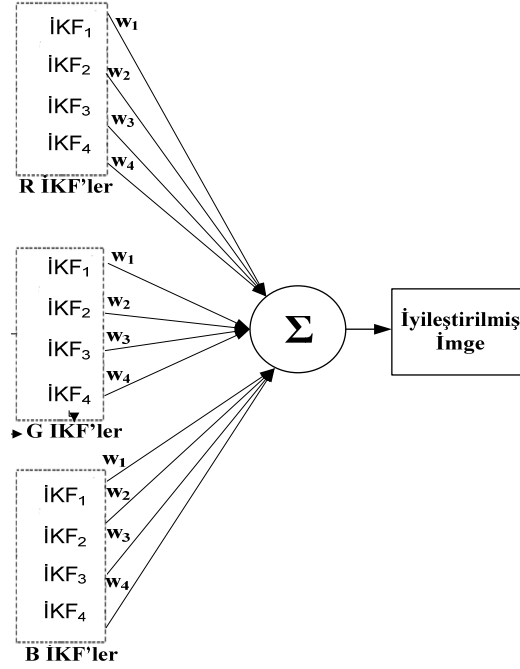 İKF₁
w₁
İKF₂
w₂
İKF₃
w₃
İKF₄
w₄
R İKF'ler
İKF₁
w₁
İKF₂
w₂
İKF₃
w₃
İKF₄
w₄
G IKF'ler
Σ
İyileştirilmiş
İmge
İKF₁
w₁
İKF₂
w₂
İKF₃
w₃
İKF₄
w₄
B İKF'ler